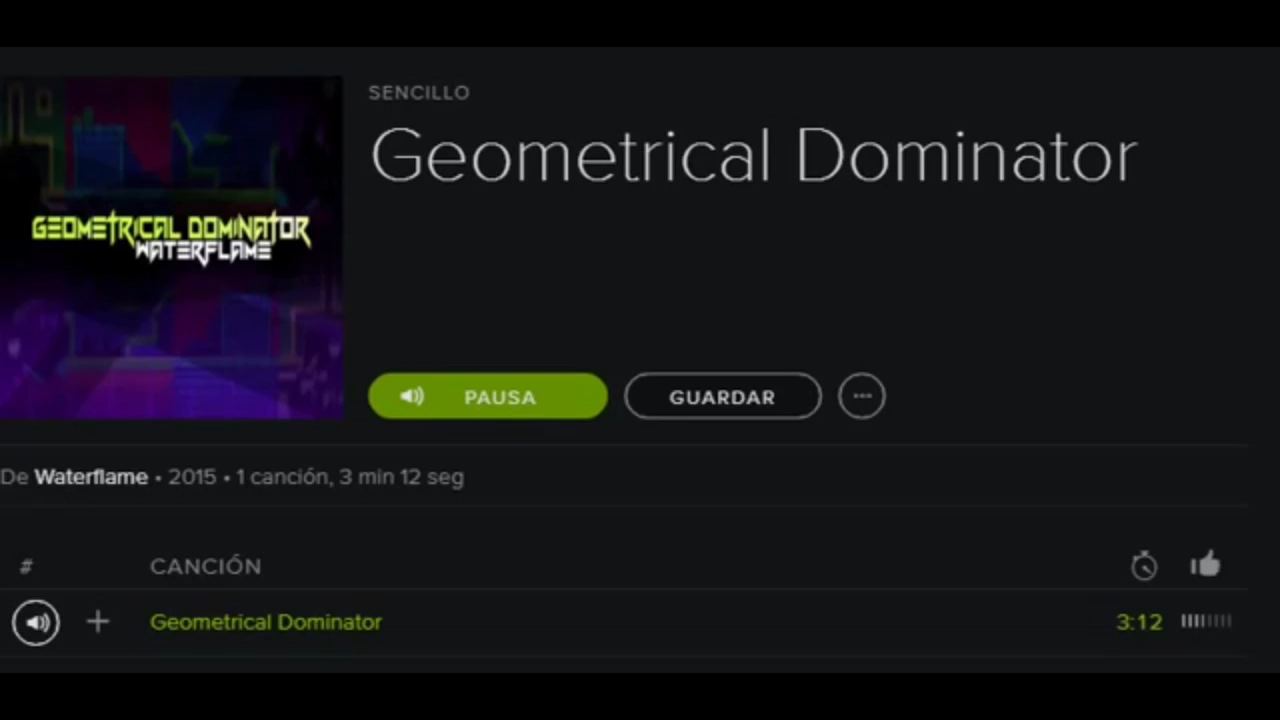 GEOMETRICAL DOMINATOR
WATERFLAME
SENCILLO
Geometrical Dominator
PAUSA
GUARDAR
De Waterflame • 2015 • 1 canción, 3 min 12 seg
# CANCIÓN
+ Geometrical Dominator 3:12